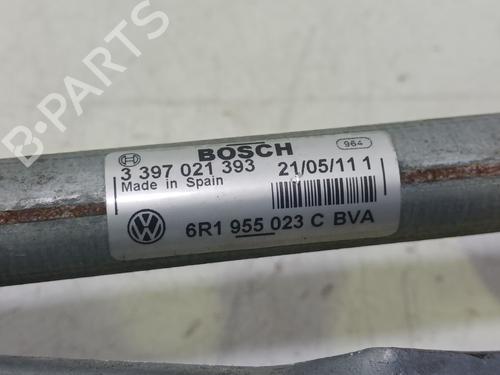 B-PARTS
BOSCH
964
3 397 021 393 21/05/11 1
Made in Spain
6R1 955 023 C BVA